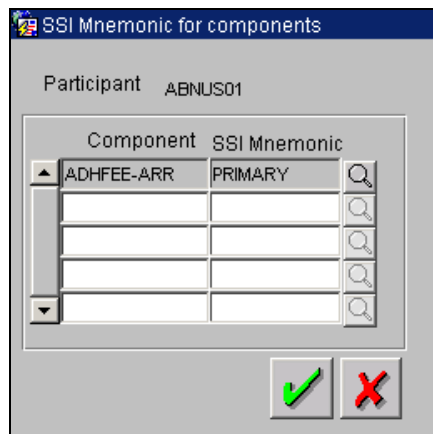 SSI Mnemonic for components
Participant ABNUS01
Component SSI Mnemonic
ADHFEE-ARR PRIMARY